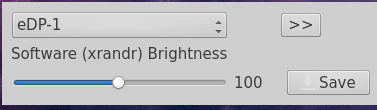 eDP-1 >>
Software (xrandr) Brightness
100 Save